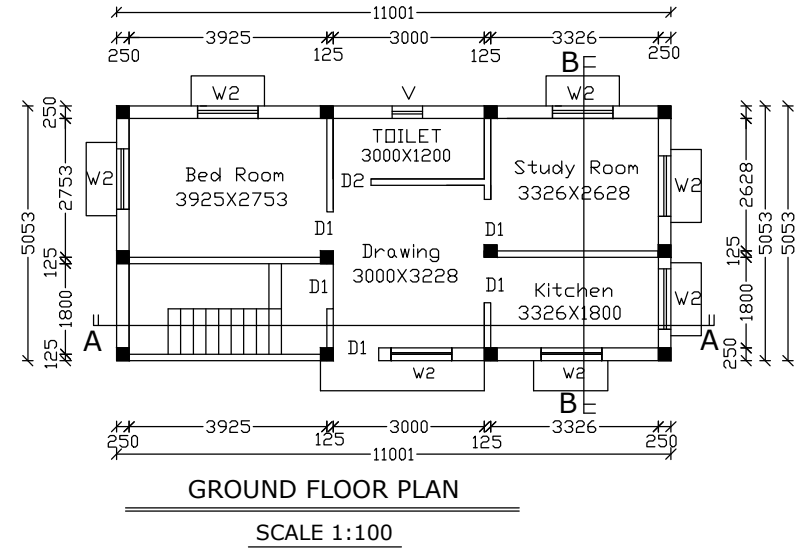 11001
3925 3000 3326
250 125 125 250
B
W2 V W2
250 2753 125 1800 125
5053
W2
Bed Room
3925X2753
TOILET
3000X1200
D2
Study Room
3326X2628
W2
D1 D1
Drawing
3000X3228
D1 D1
Kitchen
3326X1800
W2
2628 125 1800 250
5053 5053
A A
D1
W2 W2
B
3925 3000 3326
250 125 125 250
11001
GROUND FLOOR PLAN
SCALE 1:100